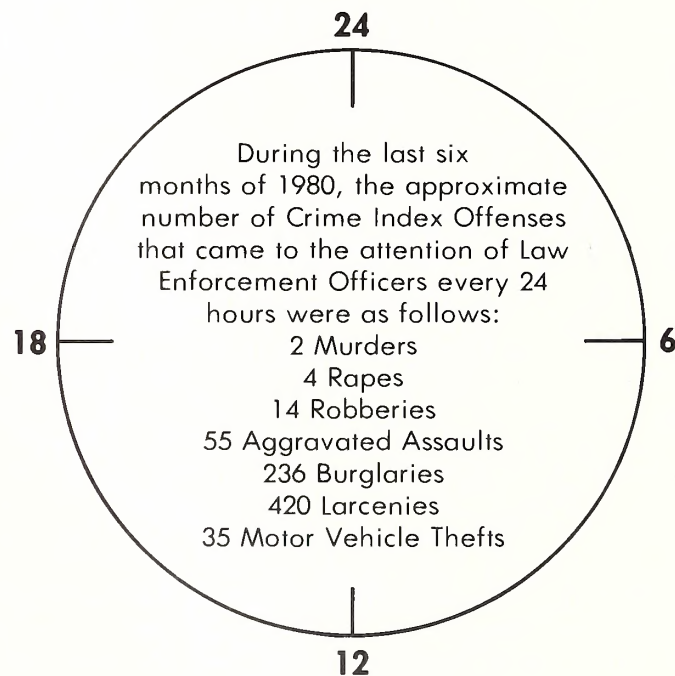 24
During the last six
months of 1980, the approximate
number of Crime Index Offenses
that came to the attention of Law
Enforcement Officers every 24
hours were as follows:
18
6
2 Murders
4 Rapes
14 Robberies
55 Aggravated Assaults
236 Burglaries
420 Larcenies
35 Motor Vehicle Thefts
12